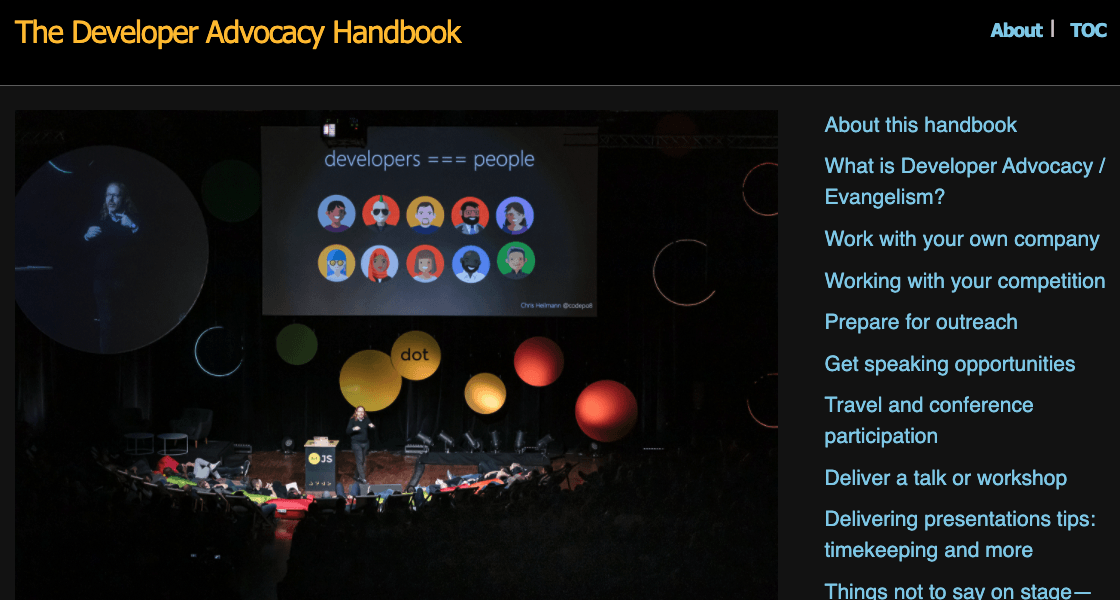 The Developer Advocacy Handbook
About | TOC
developers === people
Chris Heilmann @codepo8
dot
JS
About this handbook
What is Developer Advocacy /
Evangelism?
Work with your own company
Working with your competition
Prepare for outreach
Get speaking opportunities
Travel and conference
participation
Deliver a talk or workshop
Delivering presentations tips:
timekeeping and more
Things not to say on stage—